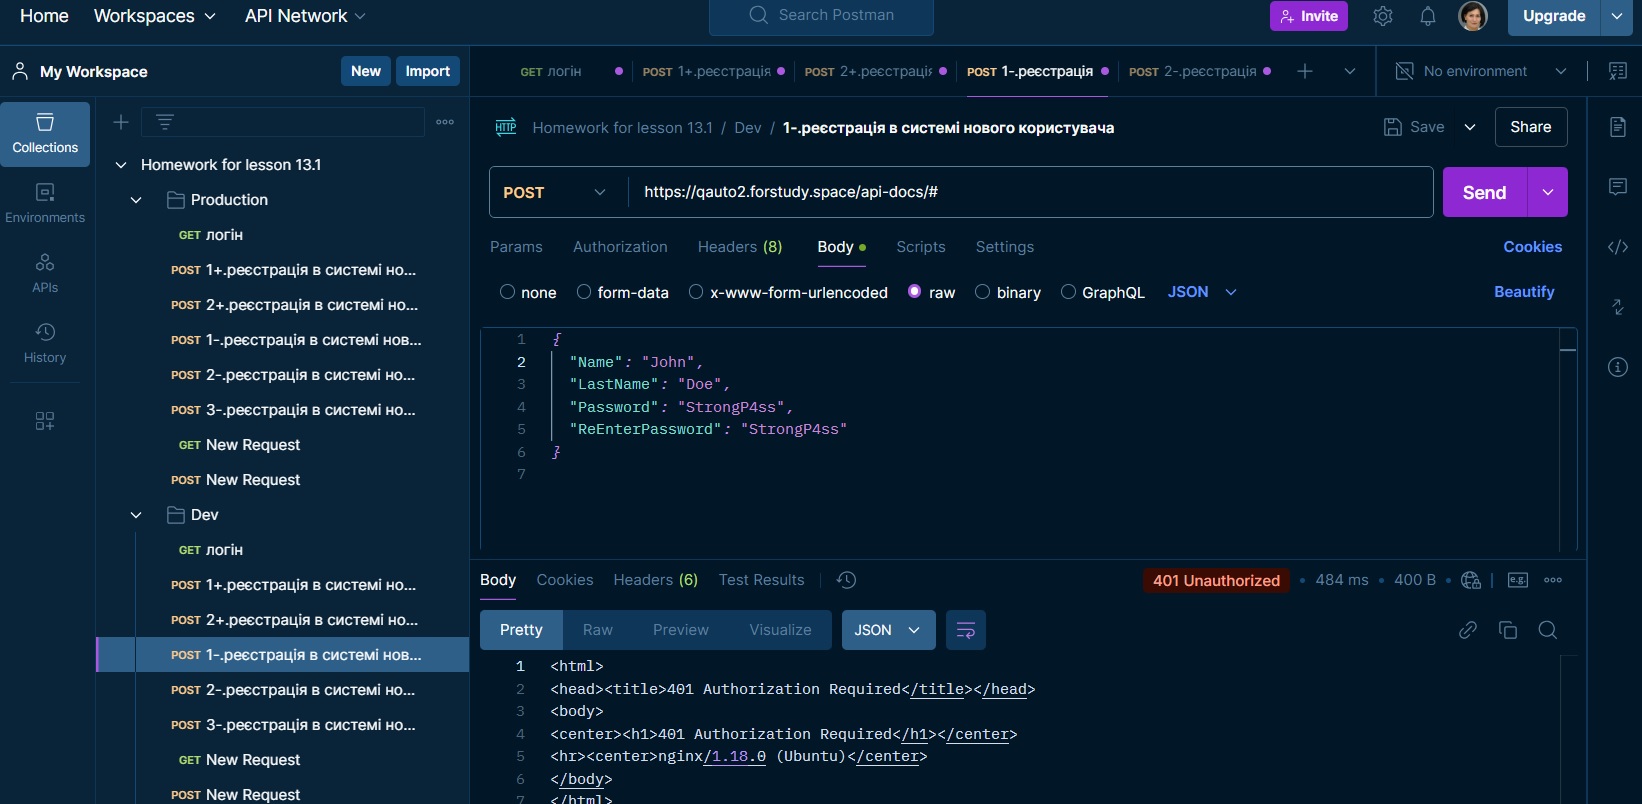 Home Workspaces API Network Search Postman Invite Upgrade
My Workspace New Import
GET логін POST 1+.реєстрація POST 2+.реєстрація POST 1-.реєстрація POST 2-.реєстрація No environment
Collections
Environments
APIs
History
Homework for lesson 13.1
Production
GET логін
POST 1+.реєстрація в системі но...
POST 2+.реєстрація в системі но...
POST 1-.реєстрація в системі нов...
POST 2-.реєстрація в системі но...
POST 3-.реєстрація в системі но...
GET New Request
POST New Request
Dev
GET логін
POST 1+.реєстрація в системі но...
POST 2+.реєстрація в системі но...
POST 1-.реєстрація в системі нов...
POST 2-.реєстрація в системі но...
POST 3-.реєстрація в системі но...
GET New Request
POST New Request
HTTP Homework for lesson 13.1 / Dev / 1-.реєстрація в системі нового користувача Save Share
POST https://qauto2.forstudy.space/api-docs/# Send
Params Authorization Headers (8) Body Scripts Settings Cookies
none form-data x-www-form-urlencoded raw binary GraphQL JSON Beautify
1 {
2 "Name": "John",
3 "LastName": "Doe",
4 "Password": "StrongP4ss",
5 "ReEnterPassword": "StrongP4ss"
6 }
7
Body Cookies Headers (6) Test Results 401 Unauthorized 484 ms 400 B e.g.
Pretty Raw Preview Visualize JSON
1 <html>
2 <head><title>401 Authorization Required</title></head>
3 <body>
4 <center><h1>401 Authorization Required</h1></center>
5 <hr><center>nginx/1.18.0 (Ubuntu)</center>
6 </body>
7 </html>